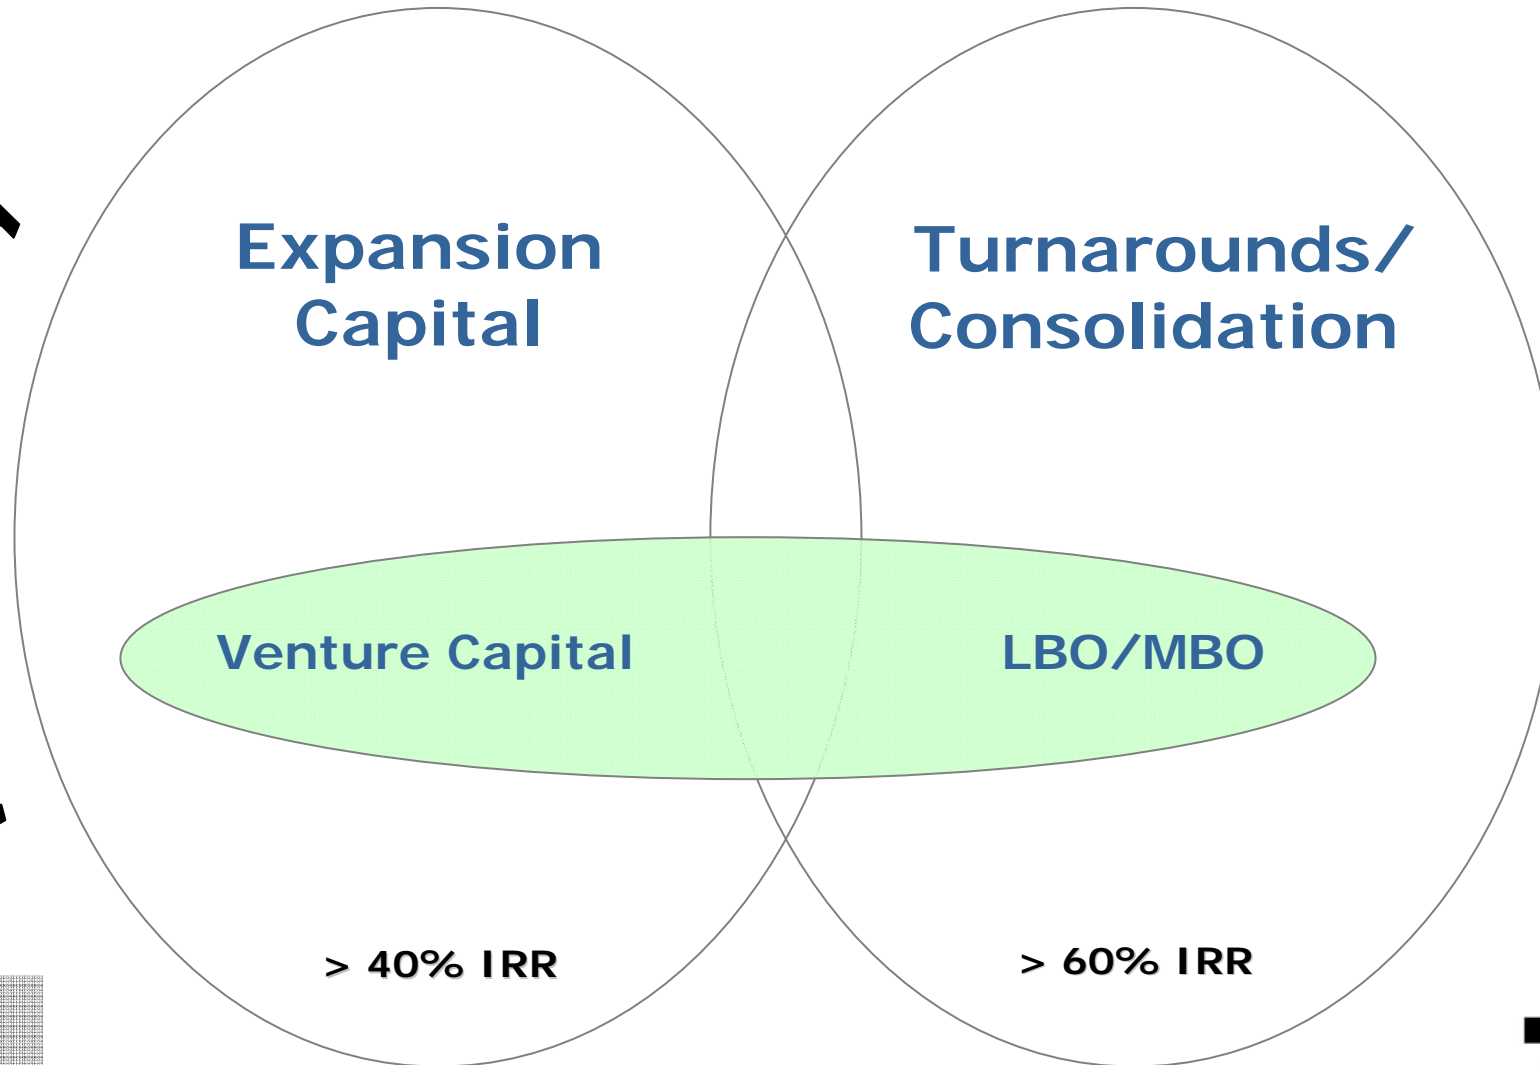 Expansion
Capital
Turnarounds/
Consolidation
Venture Capital
LBO/MBO
> 40% IRR
> 60% IRR